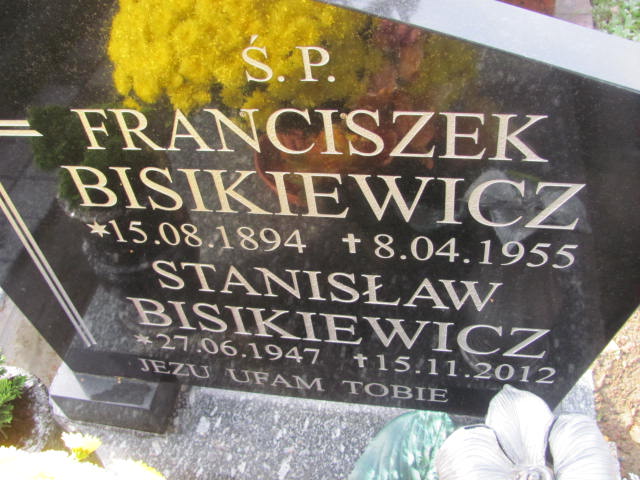 Ś.P.
FRANCISZEK
BISIKIEWICZ
*15.08.1894 ✝8.04.1955
STANISŁAW
BISIKIEWICZ
*27.06.1947 ✝15.11.2012
JEZU UFAM TOBIE